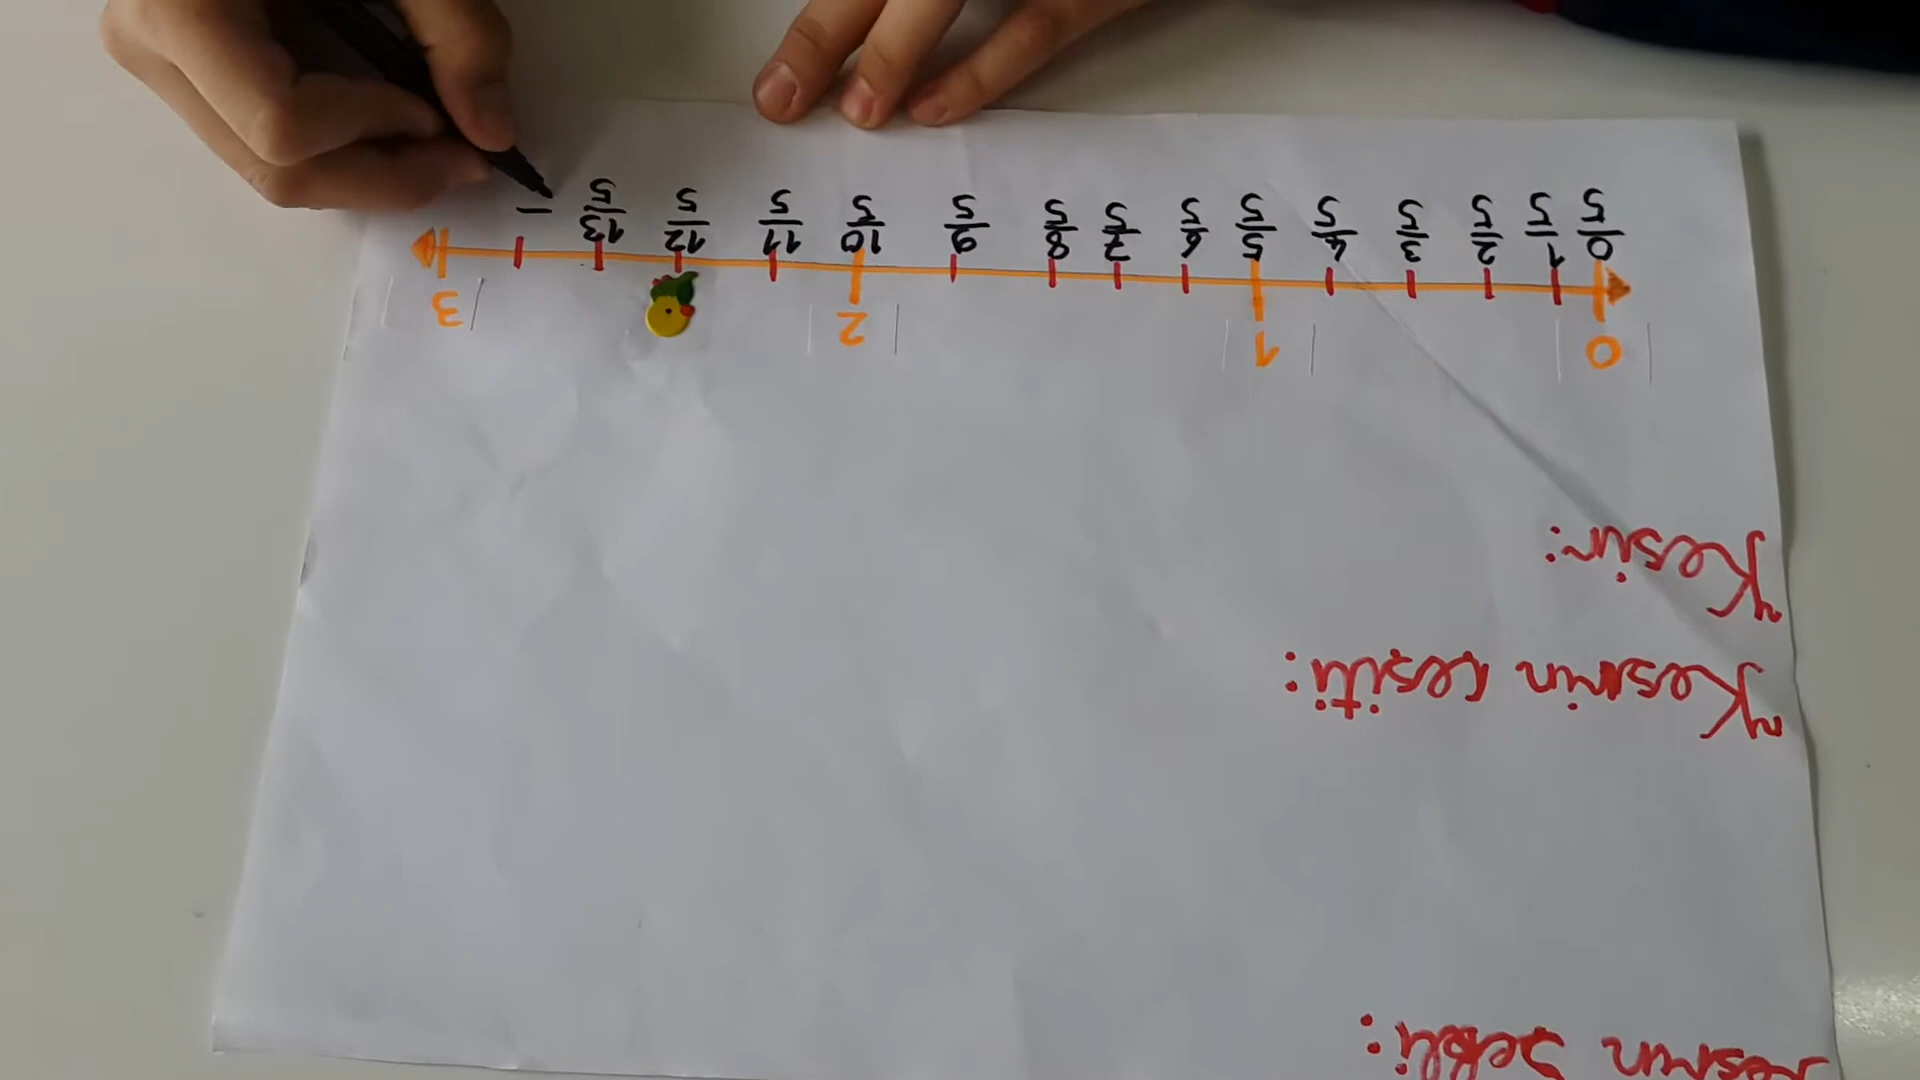 Kesrin şekli:
Kesrin çeşiti:
Kesir:
0 1 2 3
0/5 1/5 2/5 3/5 4/5 5/5 6/5 7/5 8/5 9/5 10/5 11/5 12/5 13/5